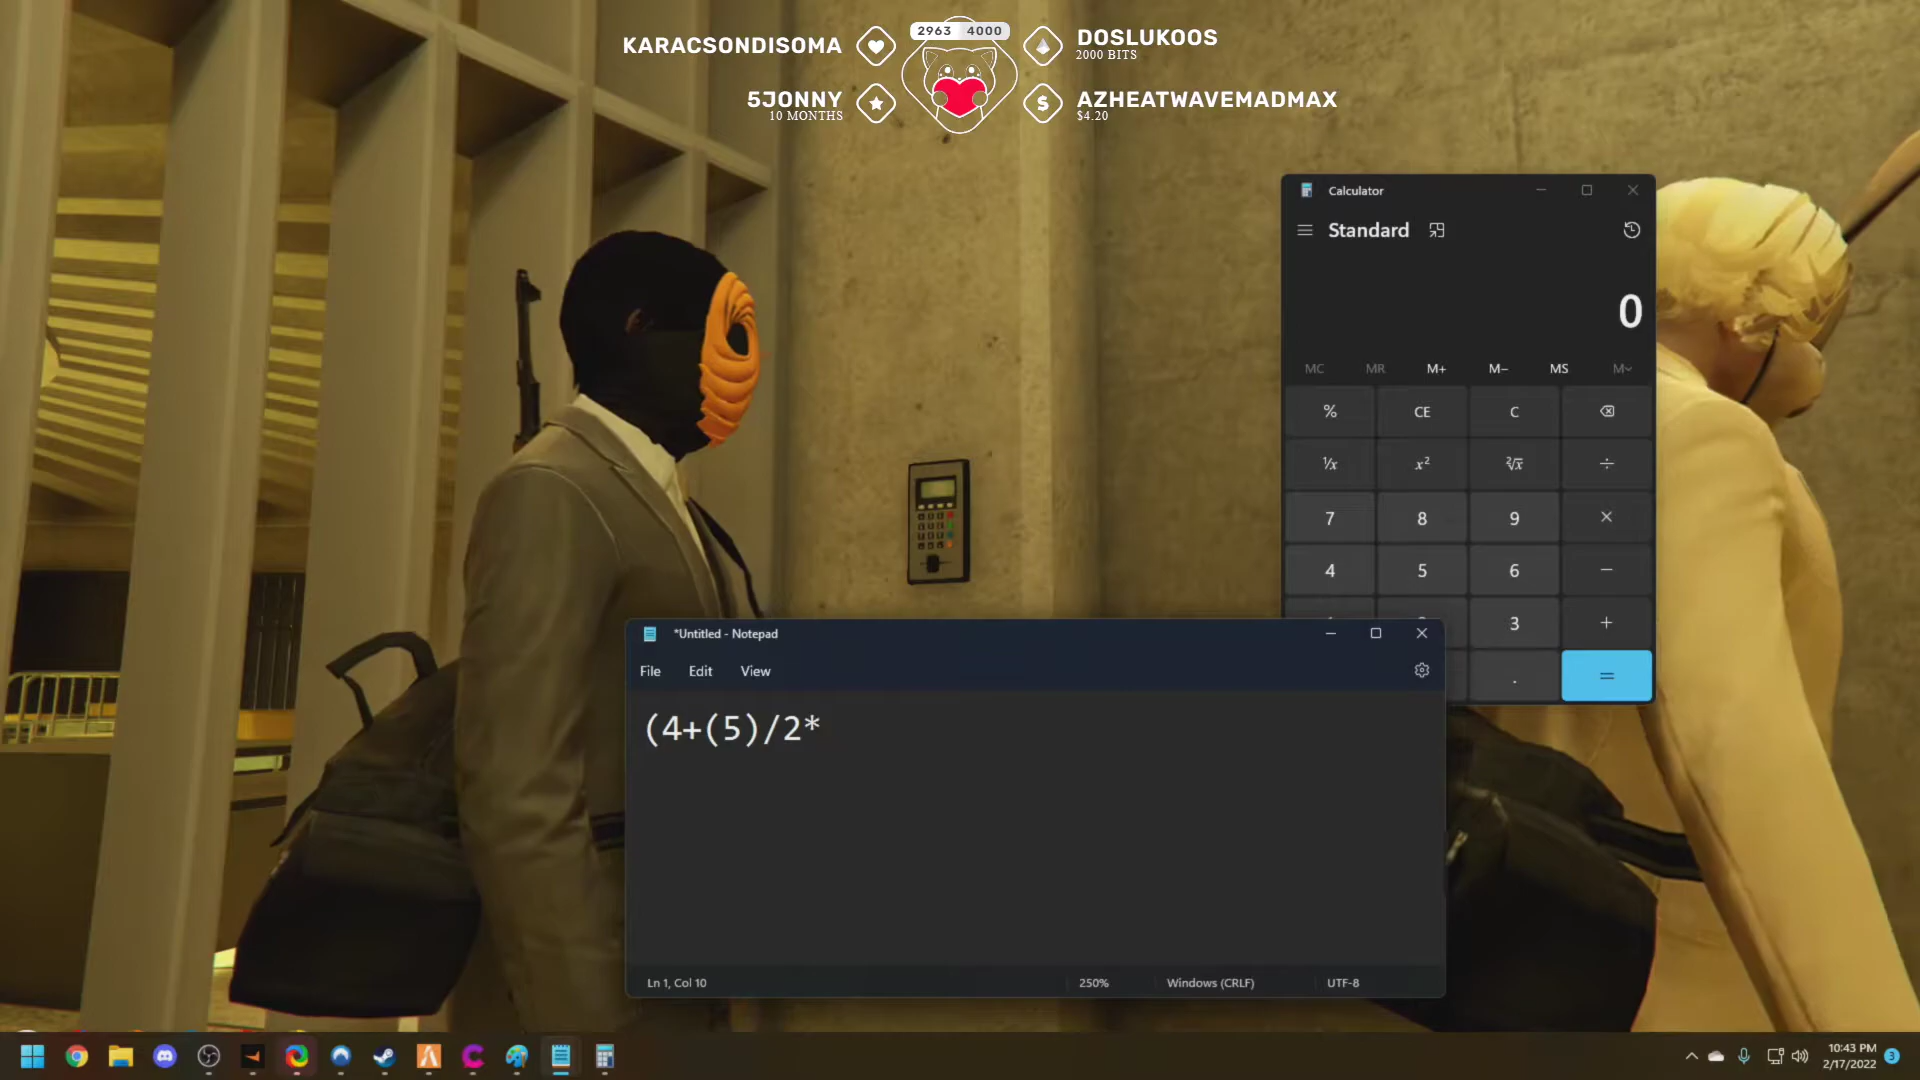 2963 4000
KARACSONDISOMA
DOSLUKOOS
2000 BITS
5JONNY
10 MONTHS
$
AZHEATWAVEMADMAX
$4.20
Calculator
Standard
0
MC MR M+ M− MS M
% CE C
¹/x x² ²√x ÷
7 8 9 ×
4 5 6 −
3 +
. =
*Untitled - Notepad
File Edit View
(4+(5)/2*
Ln 1, Col 10 250% Windows (CRLF) UTF-8
10:43 PM
2/17/2022
3